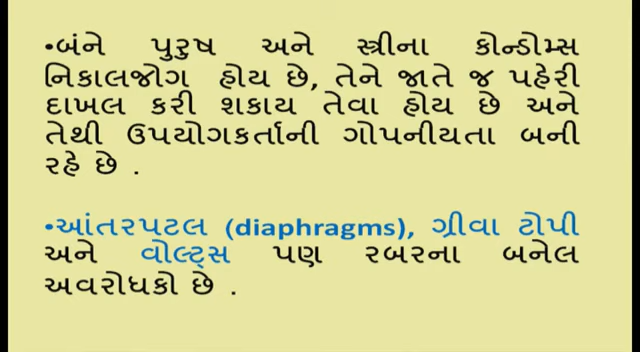 •બંને પુરુષ અને સ્ત્રીના કોન્ડોમ્સ
નિકાલજોગ હોય છે, તેને જાતે જ પહેરી
દાખલ કરી શકાય તેવા હોય છે અને
તેથી ઉપયોગકર્તાની ગોપનીયતા બની
રહે છે .
•આંતરપટલ (diaphragms), ગ્રીવા ટોપી
અને વોલ્ટ્સ પણ રબરના બનેલ
અવરોધકો છે .